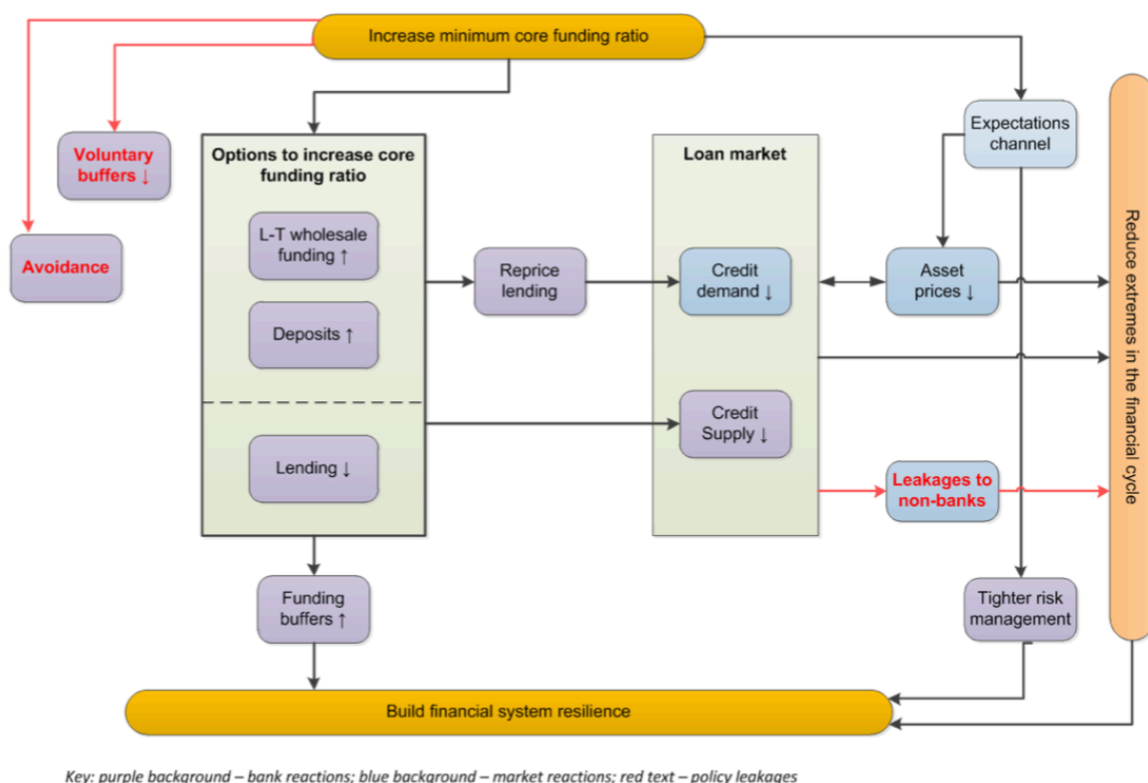 Increase minimum core funding ratio
Expectations
channel
Voluntary
buffers ↓
Avoidance
Options to increase core
funding ratio
L-T wholesale
funding ↑
Deposits ↑
Lending ↓
Reprice
lending
Loan market
Credit
demand ↓
Credit
Supply ↓
Asset
prices ↓
Leakages to
non-banks
Reduce extremes in the financial cycle
Funding
buffers ↑
Tighter risk
management
Build financial system resilience
Key: purple background – bank reactions; blue background – market reactions; red text – policy leakages